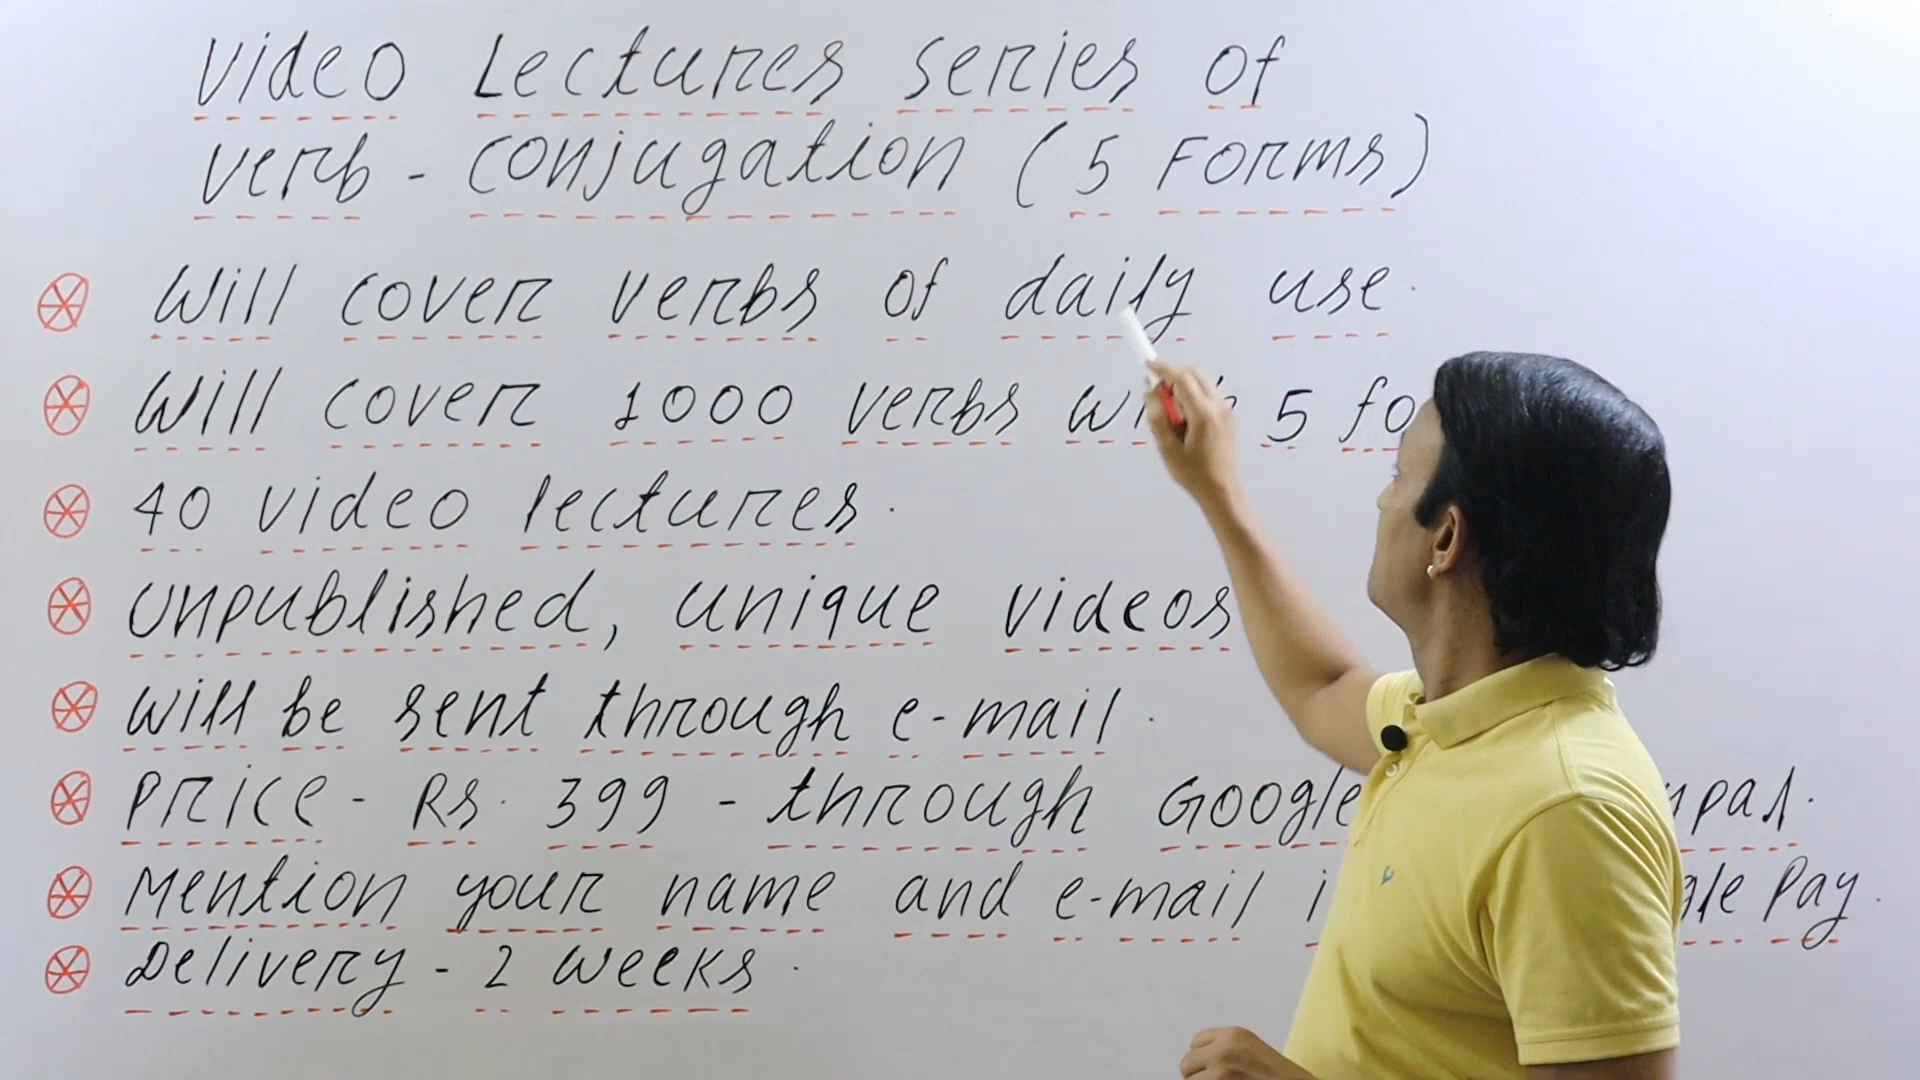 Video Lectures series of
verb - conjugation (5 Forms)
Will cover verbs of daily use.
Will cover 1000 verbs 5
40 video lectures.
Unpublished, unique videos
Will be sent through e-mail.
Price - Rs. 399 - through Google
Mention your name and e-mail Pay.
Delivery - 2 weeks.